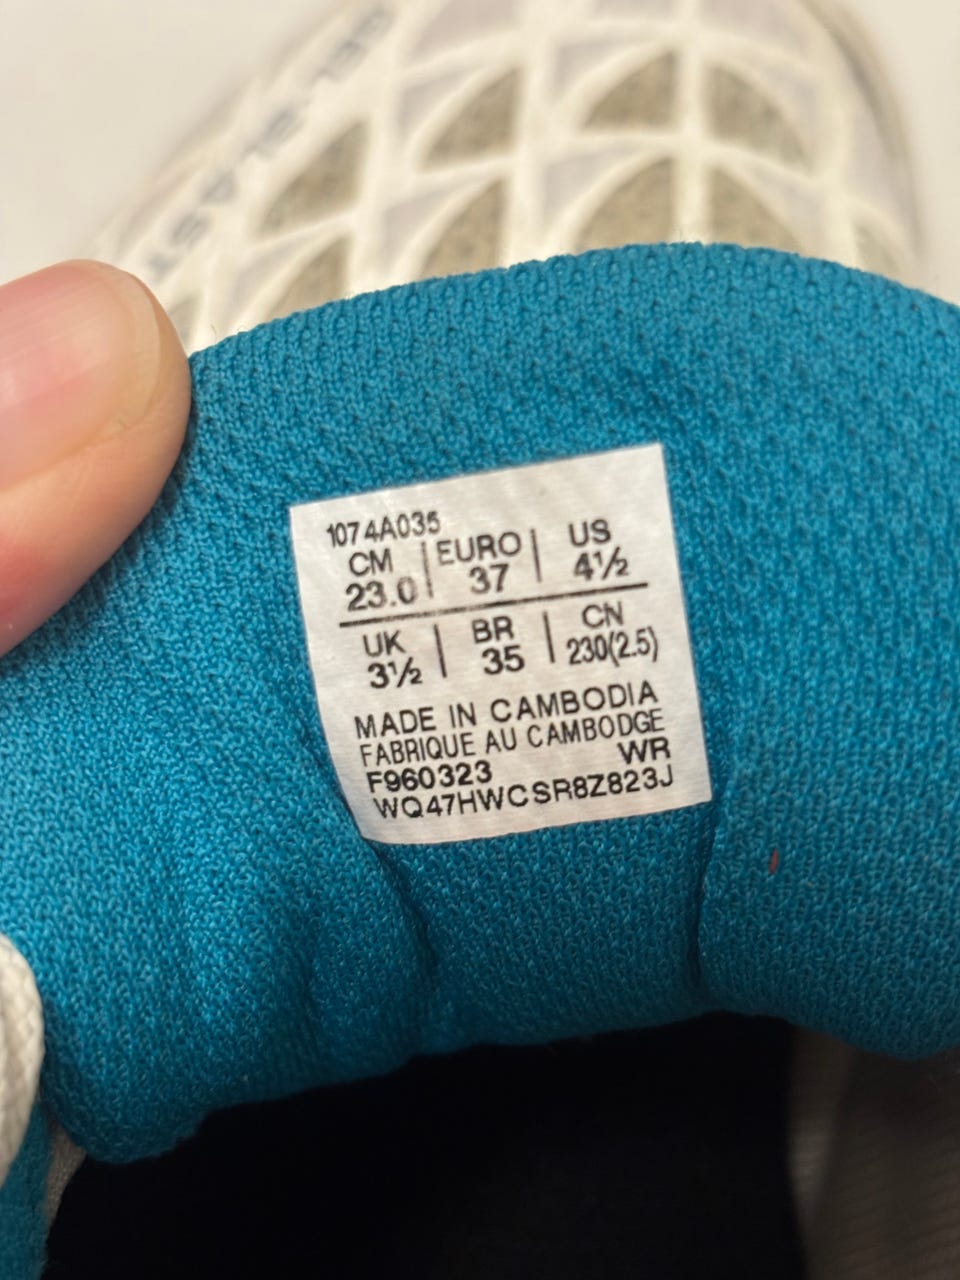 1074A035
CM | EURO | US
23.0 | 37 | 4½
UK | BR | CN
3½ | 35 | 230(2.5)
MADE IN CAMBODIA
FABRIQUE AU CAMBODGE
F960323 WR
WQ47HWCSR8Z823J